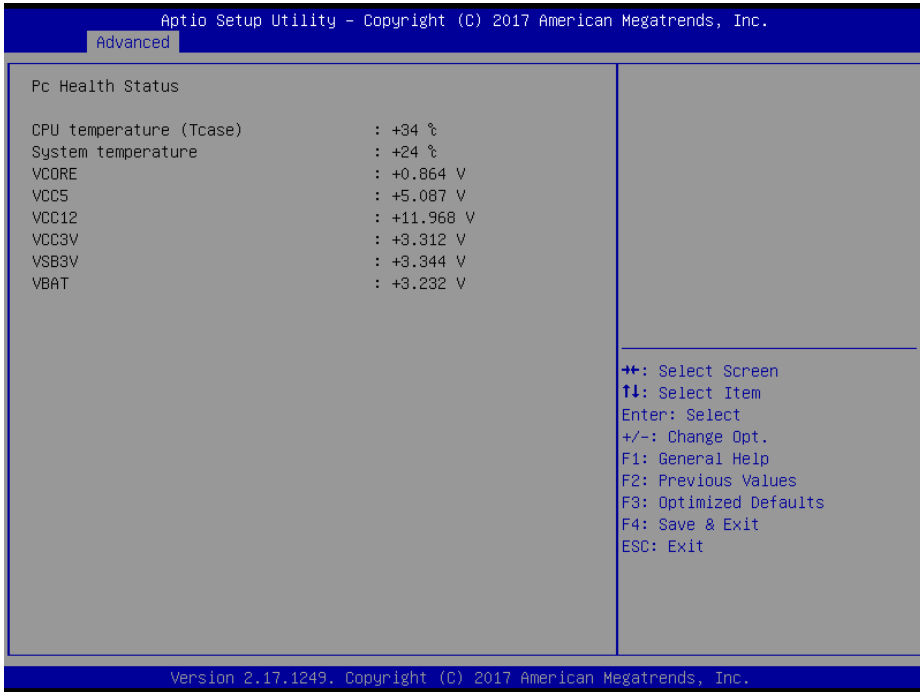 Aptio Setup Utility – Copyright (C) 2017 American Megatrends, Inc.
Advanced
Pc Health Status
CPU temperature (Tcase) : +34 ℃
System temperature : +24 ℃
VCORE : +0.864 V
VCC5 : +5.087 V
VCC12 : +11.968 V
VCC3V : +3.312 V
VSB3V : +3.344 V
VBAT : +3.232 V
→←: Select Screen
↑↓: Select Item
Enter: Select
+/-: Change Opt.
F1: General Help
F2: Previous Values
F3: Optimized Defaults
F4: Save & Exit
ESC: Exit
Version 2.17.1249. Copyright (C) 2017 American Megatrends, Inc.